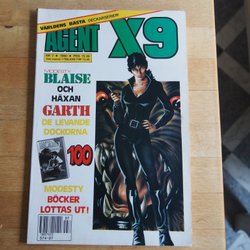 VÄRLDENS BÄSTA DECKARSERIER!
AGENT X9
MODESTY
BLAISE
OCH
HÄXAN
GARTH
DE LEVANDE
DOCKORNA
100
MODESTY
BÖCKER
LOTTAS UT!